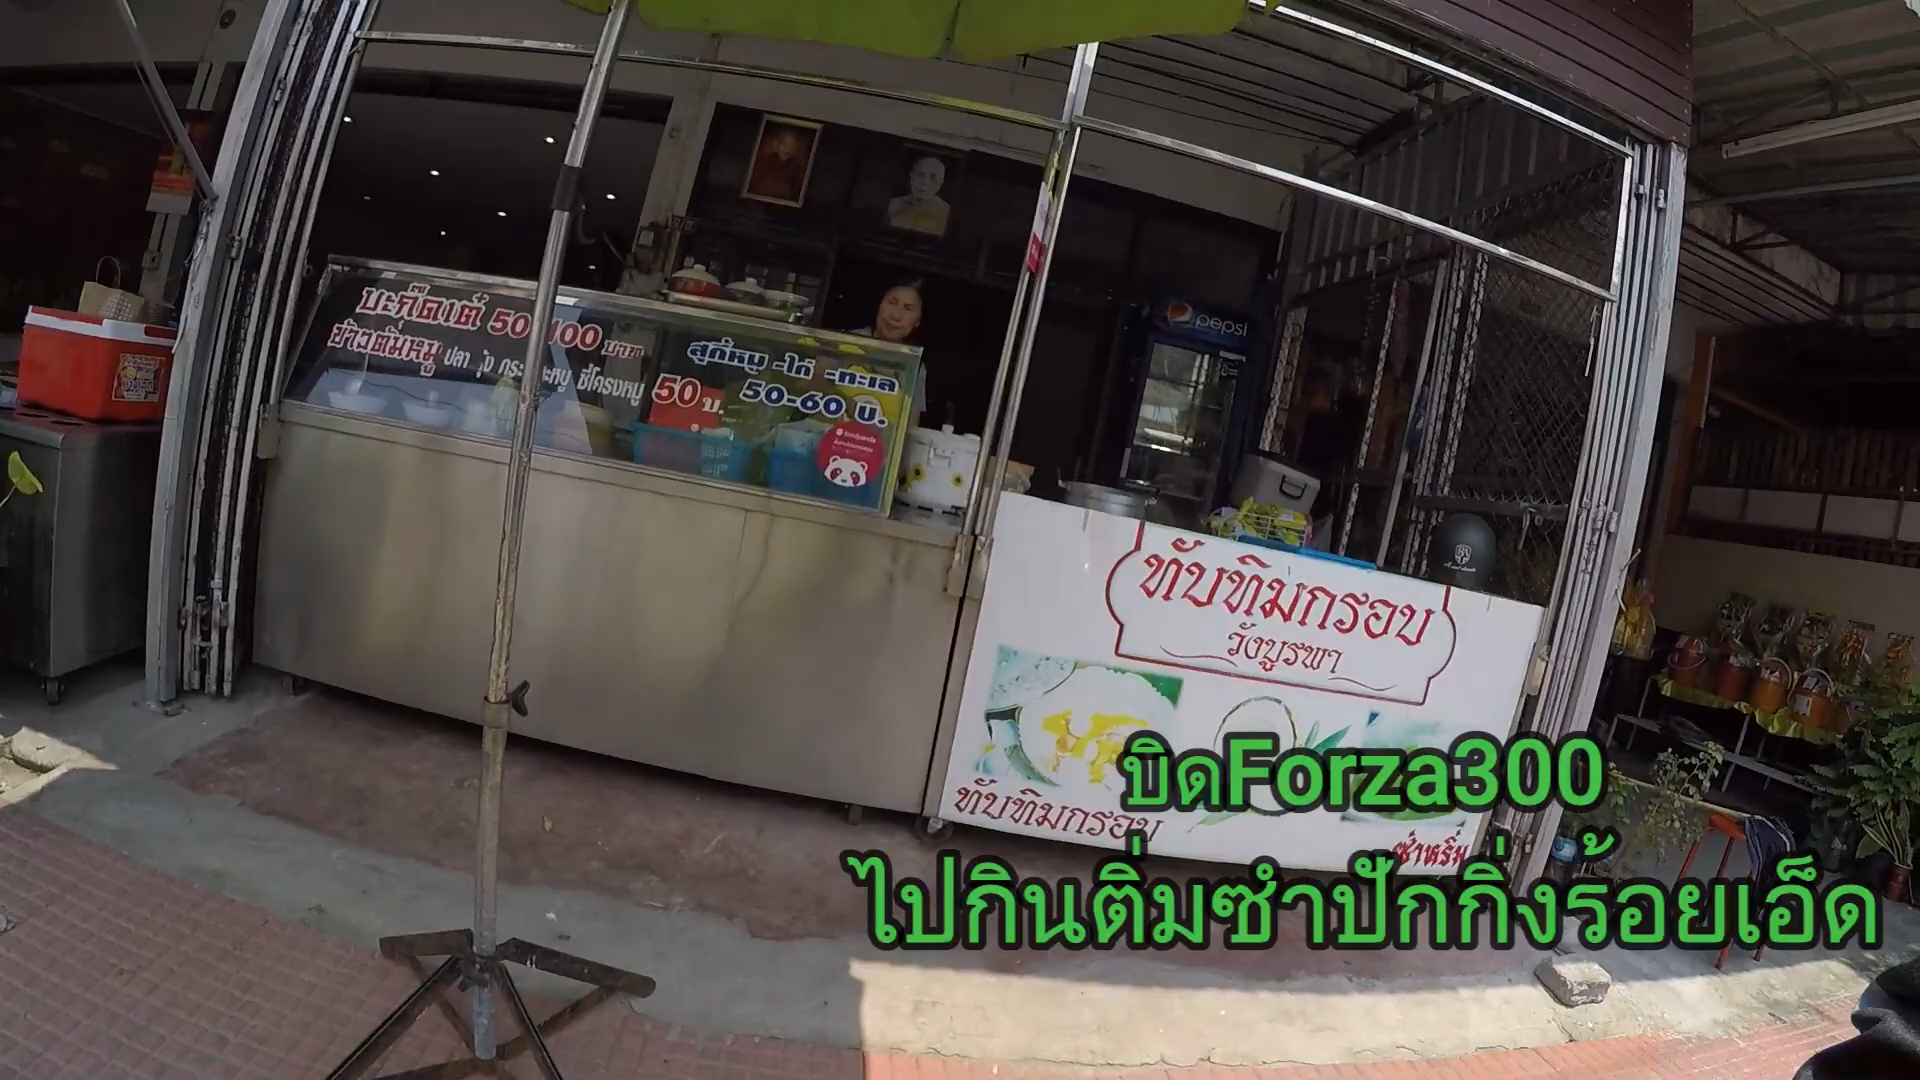 บะกุ๊ดเต๋ 50-100 บาท
ข้าวต้มหมู ปลา กุ้ง กระเพาะหมู ซี่โครงหมู 50 บ.
สุกี้หมู -ไก่ -ทะเล
50-60 บ.
foodpanda
pepsi
ทับทิมกรอบ
วังบูรพา
ทับทิมกรอบ
ซ่าหริ่ม
บิดForza300
ไปกินติ่มซำปักกิ่งร้อยเอ็ด